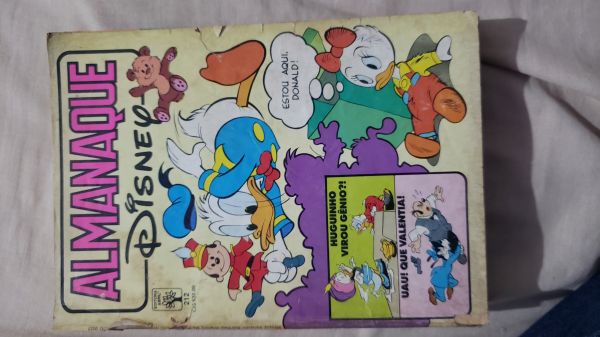 ALMANAQUE
Disney
ESTOU AQUI,
DONALD!
HUGUINHO
VIROU GÊNIO?!
UAU! QUE VALENTIA!
212